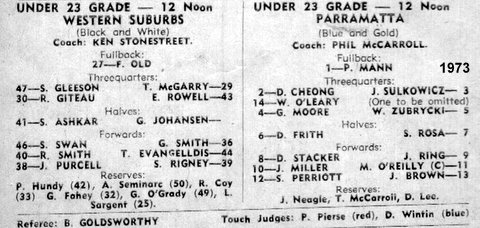 UNDER 23 GRADE — 12 Noon
WESTERN SUBURBS
(Black and White)
Coach: KEN STONESTREET.
Fullback:
27—F. OLD
Threequarters:
47—S. GLEESON T. McGARRY—29
30—R. GITEAU E. ROWELL—43
Halves:
41—S. ASHKAR G. JOHANSEN—
Forwards:
46—S. SWAN G. SMITH—36
40—R. SMITH T. EVANGELLDIS—44
38—J. PURCELL S. RIGNEY—39
Reserves:
P. Hundy (42), A. Seminarc (50), R. Coy
(33) G. Fahey (32), G. O'Grady (49), L.
Sargent (25).
Referee: B. GOLDSWORTHY
UNDER 23 GRADE — 12 Noon
PARRAMATTA
(Blue and Gold)
Coach: PHIL McCARROLL.
Fullback:
1—P. MANN
1973
Threequarters:
2—D. CHEONG J. SULKOWICZ— 3
14—W. O'LEARY (One to be omitted)
4—G. MOORE W. ZUBRYCKI— 5
Halves:
6—D. FRITH S. ROSA— 7
Forwards:
8—D. STACKER J. RING— 9
10—J. MILLER M. O'REILLY (C)—11
12—S. PERRIOTT J. BROWN—13
Reserves:
J. Neagle, T. McCarroll, D. Lee.
Touch Judges: P. Pierse (red), D. Wintin (blue)